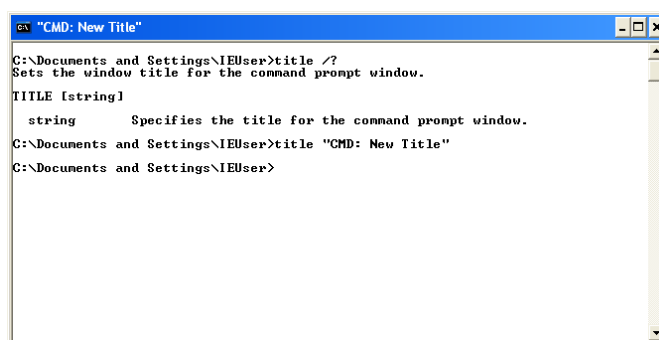 "CMD: New Title"
C:\Documents and Settings\IEUser>title /?
Sets the window title for the command prompt window.
TITLE [string]
string Specifies the title for the command prompt window.
C:\Documents and Settings\IEUser>title "CMD: New Title"
C:\Documents and Settings\IEUser>